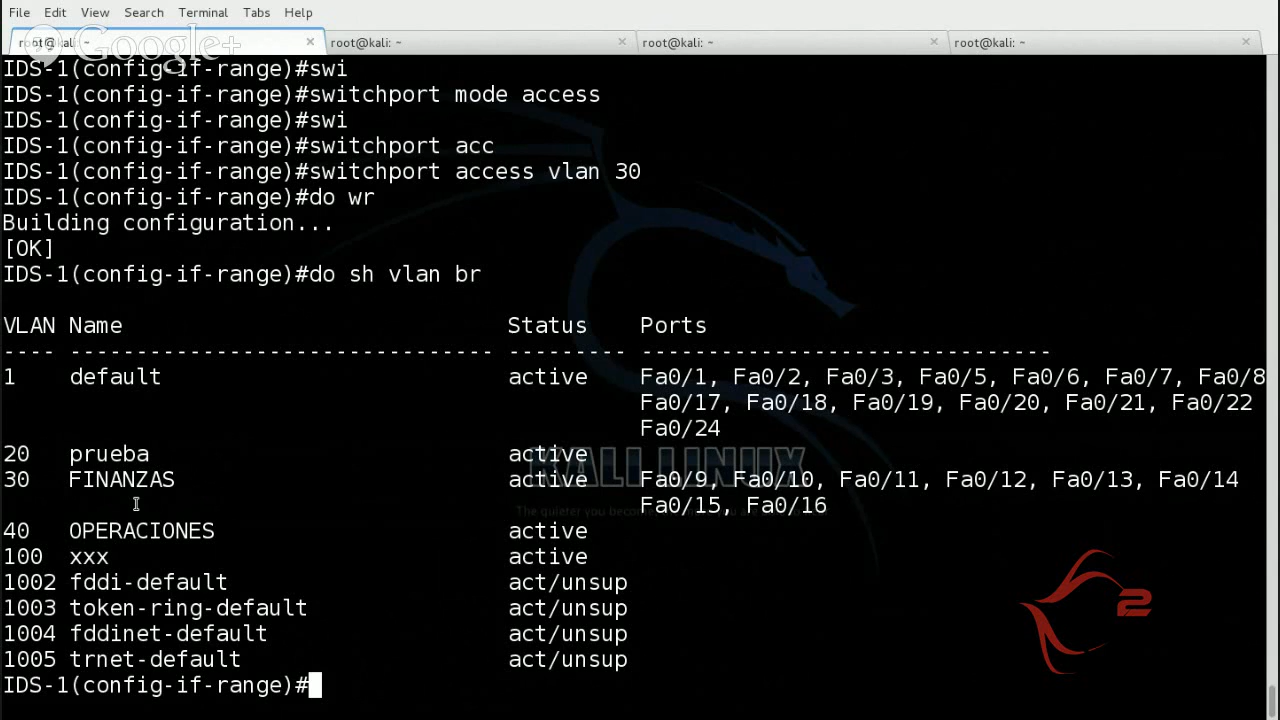 File Edit View Search Terminal Tabs Help
root@kali: ~ root@kali: ~ root@kali: ~ root@kali: ~
Google+
IDS-1(config-if-range)#swi
IDS-1(config-if-range)#switchport mode access
IDS-1(config-if-range)#swi
IDS-1(config-if-range)#switchport acc
IDS-1(config-if-range)#switchport access vlan 30
IDS-1(config-if-range)#do wr
Building configuration...
[OK]
IDS-1(config-if-range)#do sh vlan br
VLAN Name Status Ports
---- -------------------------------- --------- -------------------------------
1 default active Fa0/1, Fa0/2, Fa0/3, Fa0/5, Fa0/6, Fa0/7, Fa0/8
Fa0/17, Fa0/18, Fa0/19, Fa0/20, Fa0/21, Fa0/22
Fa0/24
20 prueba active
KALI LINUX
30 FINANZAS active Fa0/9, Fa0/10, Fa0/11, Fa0/12, Fa0/13, Fa0/14
Fa0/15, Fa0/16
The quieter you become,
40 OPERACIONES active
100 xxx active
1002 fddi-default act/unsup
1003 token-ring-default act/unsup
1004 fddinet-default act/unsup
1005 trnet-default act/unsup
2
IDS-1(config-if-range)#